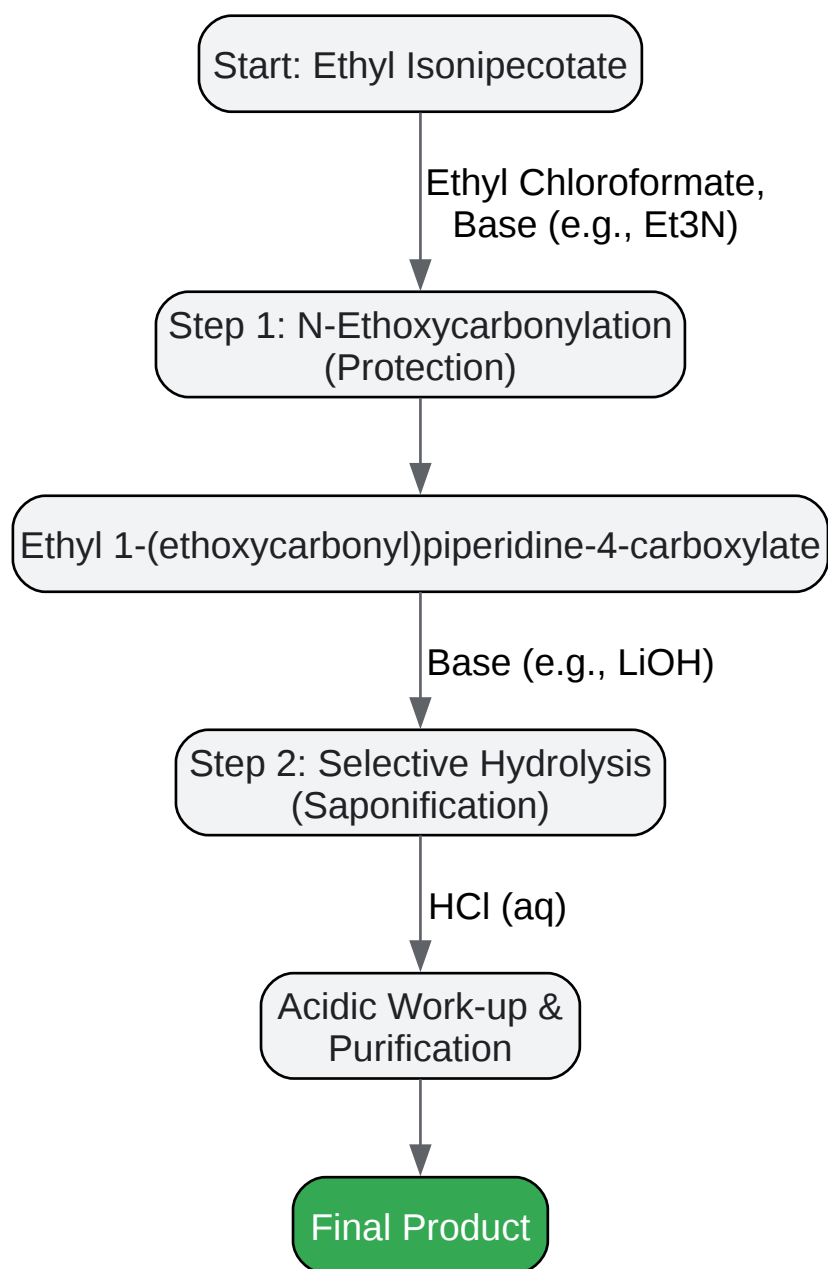 Start: Ethyl Isonipecotate
Ethyl Chloroformate,
Base (e.g., Et3N)
Step 1: N-Ethoxycarbonylation
(Protection)
Ethyl 1-(ethoxycarbonyl)piperidine-4-carboxylate
Base (e.g., LiOH)
Step 2: Selective Hydrolysis
(Saponification)
HCl (aq)
Acidic Work-up &
Purification
Final Product